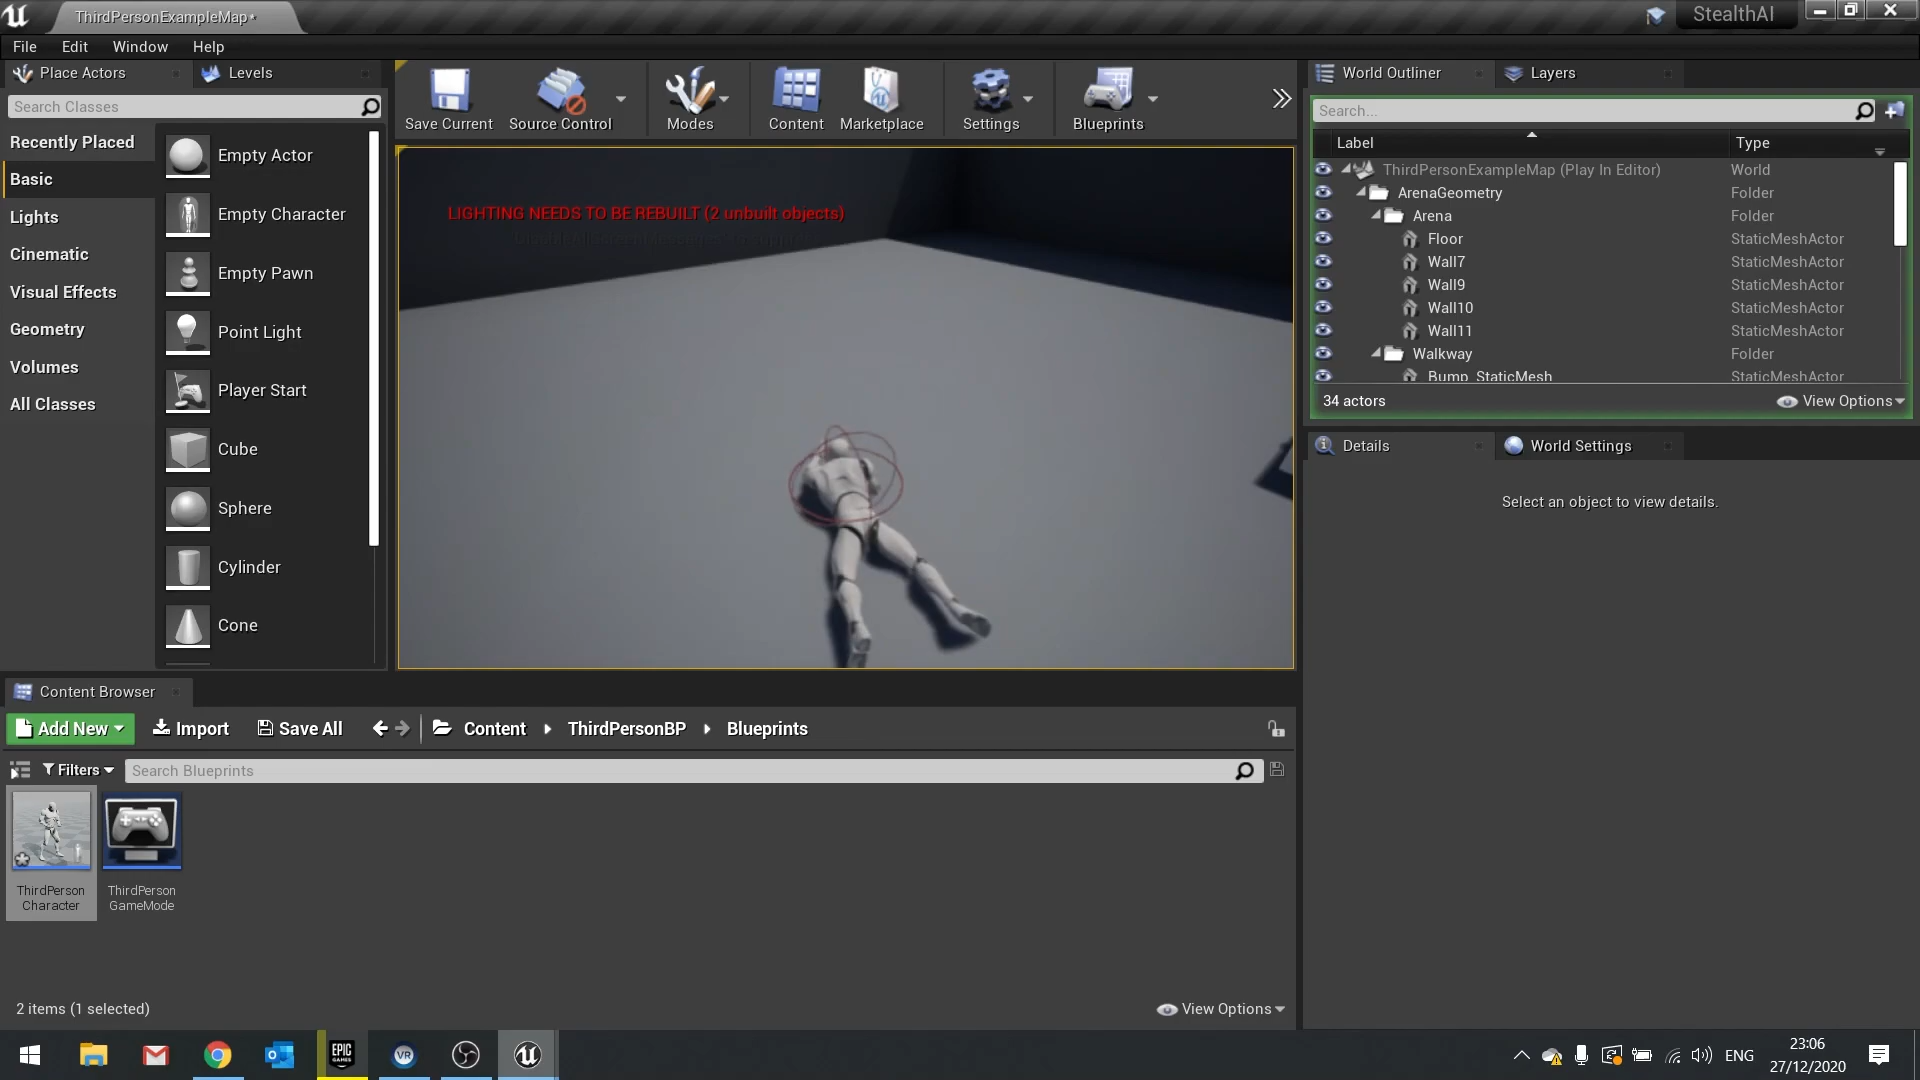 ThirdPersonExampleMap*
StealthAI
File Edit Window Help
Place Actors
Levels
Search Classes
Recently Placed
Basic
Lights
Cinematic
Visual Effects
Geometry
Volumes
All Classes
Empty Actor
Empty Character
Empty Pawn
Point Light
Player Start
Cube
Sphere
Cylinder
Cone
Save Current
Source Control
Modes
Content
Marketplace
Settings
Blueprints
LIGHTING NEEDS TO BE REBUILT (2 unbuilt objects)
World Outliner
Layers
Search...
Label Type
ThirdPersonExampleMap (Play In Editor) World
ArenaGeometry Folder
Arena Folder
Floor StaticMeshActor
Wall7 StaticMeshActor
Wall9 StaticMeshActor
Wall10 StaticMeshActor
Wall11 StaticMeshActor
Walkway Folder
Bump_StaticMesh StaticMeshActor
34 actors
View Options
Details
World Settings
Select an object to view details.
Content Browser
Add New Import Save All Content ThirdPersonBP Blueprints
Filters Search Blueprints
ThirdPerson
Character
ThirdPerson
GameMode
2 items (1 selected)
View Options
EPIC
GAMES
VR
ENG
23:06
27/12/2020